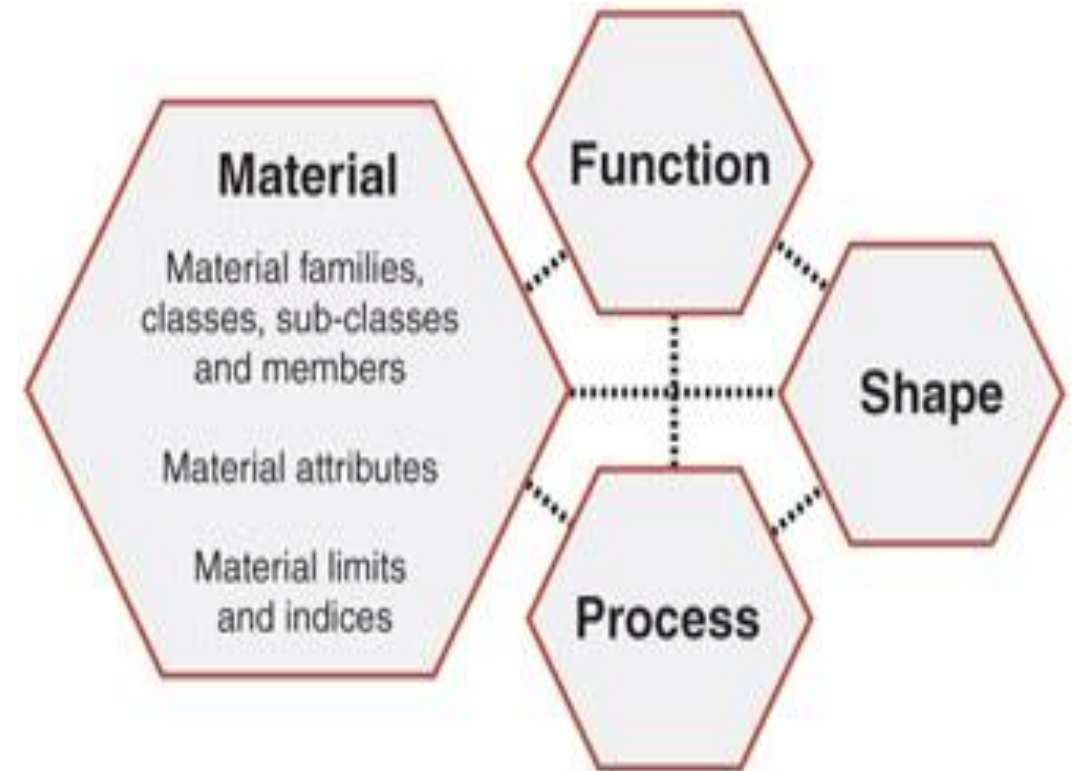 Material
Material families,
classes, sub-classes
and members
Material attributes
Material limits
and indices
Function
Shape
Process